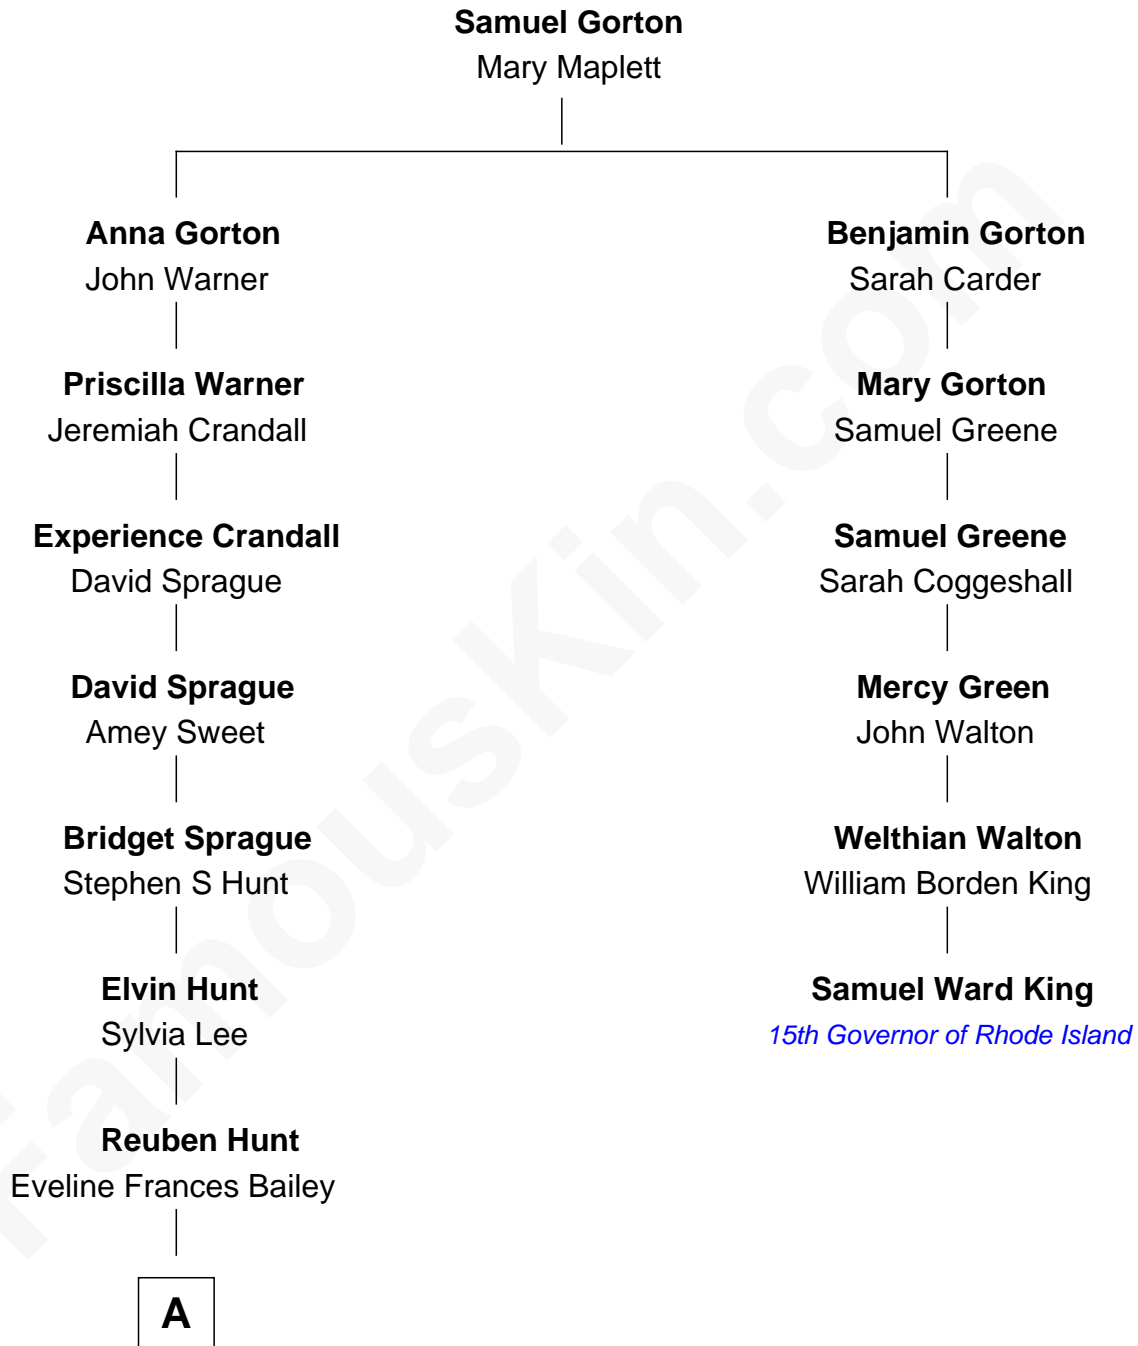 Samuel Gorton
Mary Maplett
Anna Gorton
John Warner
Benjamin Gorton
Sarah Carder
Priscilla Warner
Jeremiah Crandall
Mary Gorton
Samuel Greene
Experience Crandall
David Sprague
Samuel Greene
Sarah Coggeshall
David Sprague
Amey Sweet
Mercy Green
John Walton
Bridget Sprague
Stephen S Hunt
Welthian Walton
William Borden King
Elvin Hunt
Sylvia Lee
Samuel Ward King
15th Governor of Rhode Island
Reuben Hunt
Eveline Frances Bailey
A
FamousKin.com